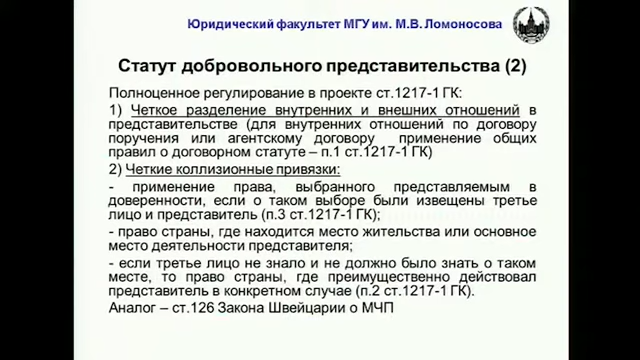 Юридический факультет МГУ им. М.В. Ломоносова
Статут добровольного представительства (2)
Полноценное регулирование в проекте ст.1217-1 ГК:
1) Четкое разделение внутренних и внешних отношений в
представительстве (для внутренних отношений по договору
поручения или агентскому договору применение общих
правил о договорном статуте – п.1 ст.1217-1 ГК)
2) Четкие коллизионные привязки:
- применение права, выбранного представляемым в
доверенности, если о таком выборе были извещены третье
лицо и представитель (п.3 ст.1217-1 ГК);
- право страны, где находится место жительства или основное
место деятельности представителя;
- если третье лицо не знало и не должно было знать о таком
месте, то право страны, где преимущественно действовал
представитель в конкретном случае (п.2 ст.1217-1 ГК).
Аналог – ст.126 Закона Швейцарии о МЧП